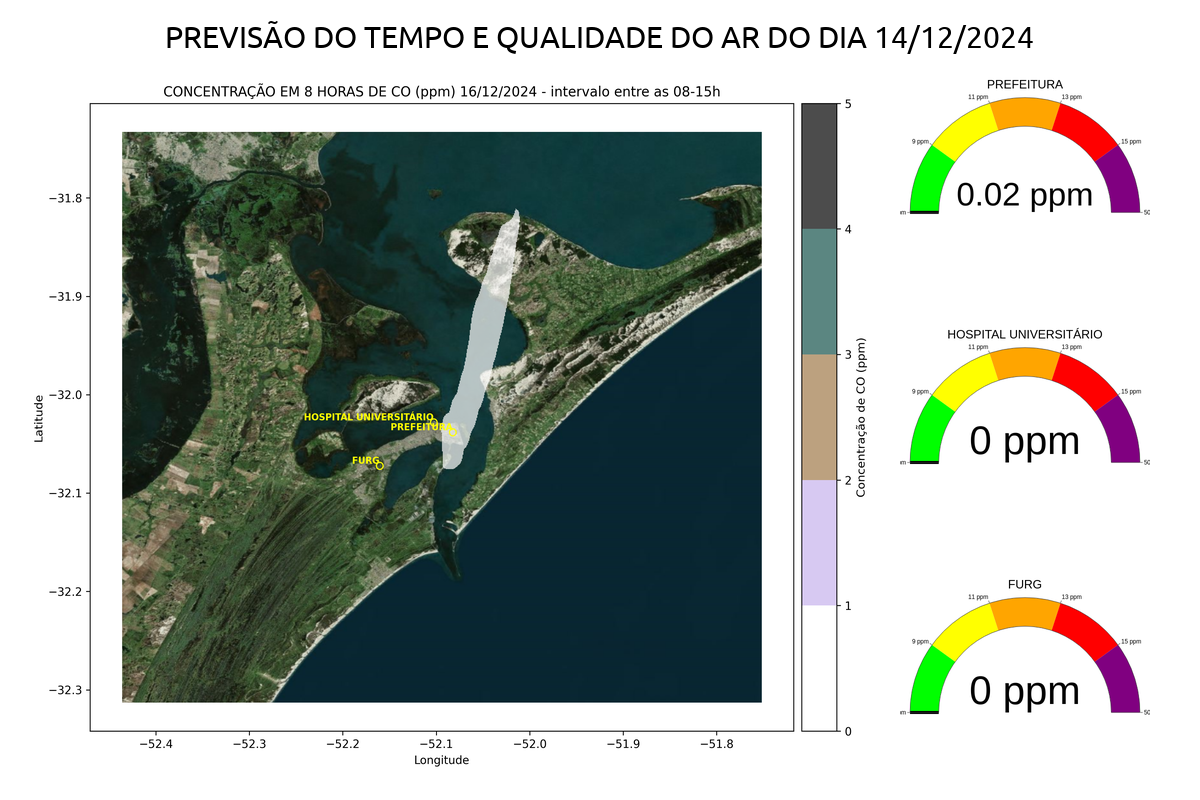 PREVISÃO DO TEMPO E QUALIDADE DO AR DO DIA 14/12/2024
CONCENTRAÇÃO EM 8 HORAS DE CO (ppm) 16/12/2024 - intervalo entre as 08-15h
−31.8
−31.9
−32.0
−32.1
−32.2
−32.3
Latitude
HOSPITAL UNIVERSITÁRIO
PREFEITURA
FURG
−52.4
−52.3
−52.2
−52.1
−52.0
−51.9
−51.8
Longitude
5
4
3
2
1
0
Concentração de CO (ppm)
PREFEITURA
11 ppm
13 ppm
9 ppm
15 ppm
0.02 ppm
HOSPITAL UNIVERSITÁRIO
11 ppm
13 ppm
9 ppm
15 ppm
0 ppm
FURG
11 ppm
13 ppm
9 ppm
15 ppm
0 ppm